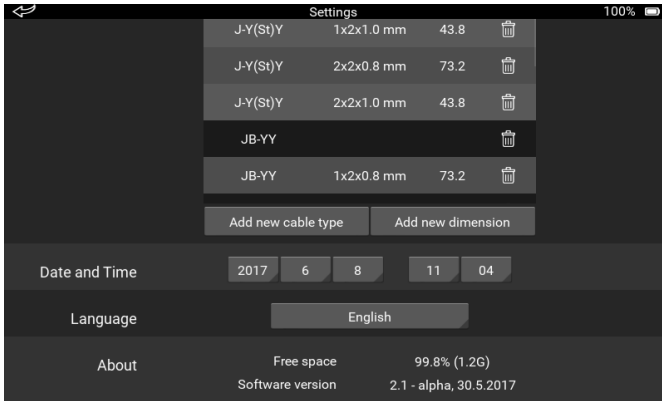 Settings 100%
J-Y(St)Y 1x2x1.0 mm 43.8
J-Y(St)Y 2x2x0.8 mm 73.2
J-Y(St)Y 2x2x1.0 mm 43.8
JB-YY
JB-YY 1x2x0.8 mm 73.2
Add new cable type Add new dimension
Date and Time 2017 6 8 11 04
Language English
About Free space 99.8% (1.2G)
Software version 2.1 - alpha, 30.5.2017